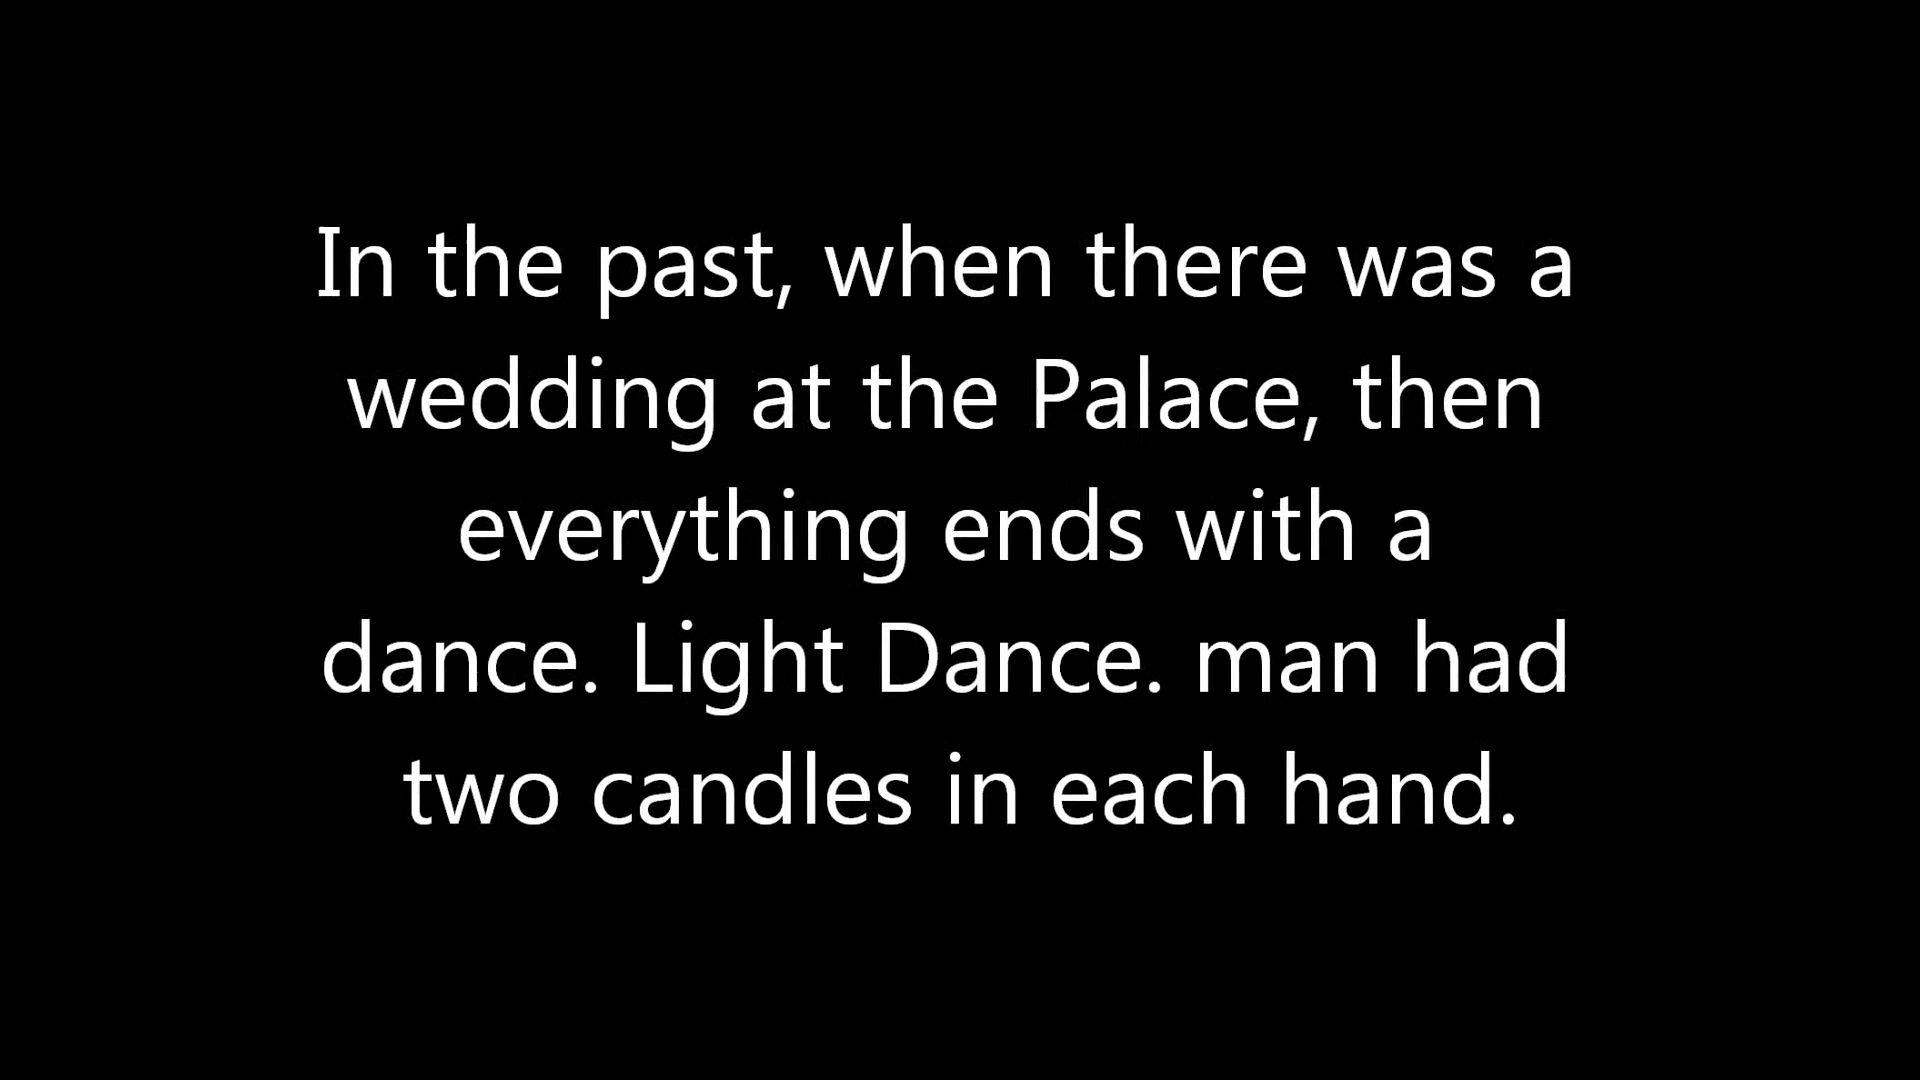 In the past, when there was a
wedding at the Palace, then
everything ends with a
dance. Light Dance. man had
two candles in each hand.